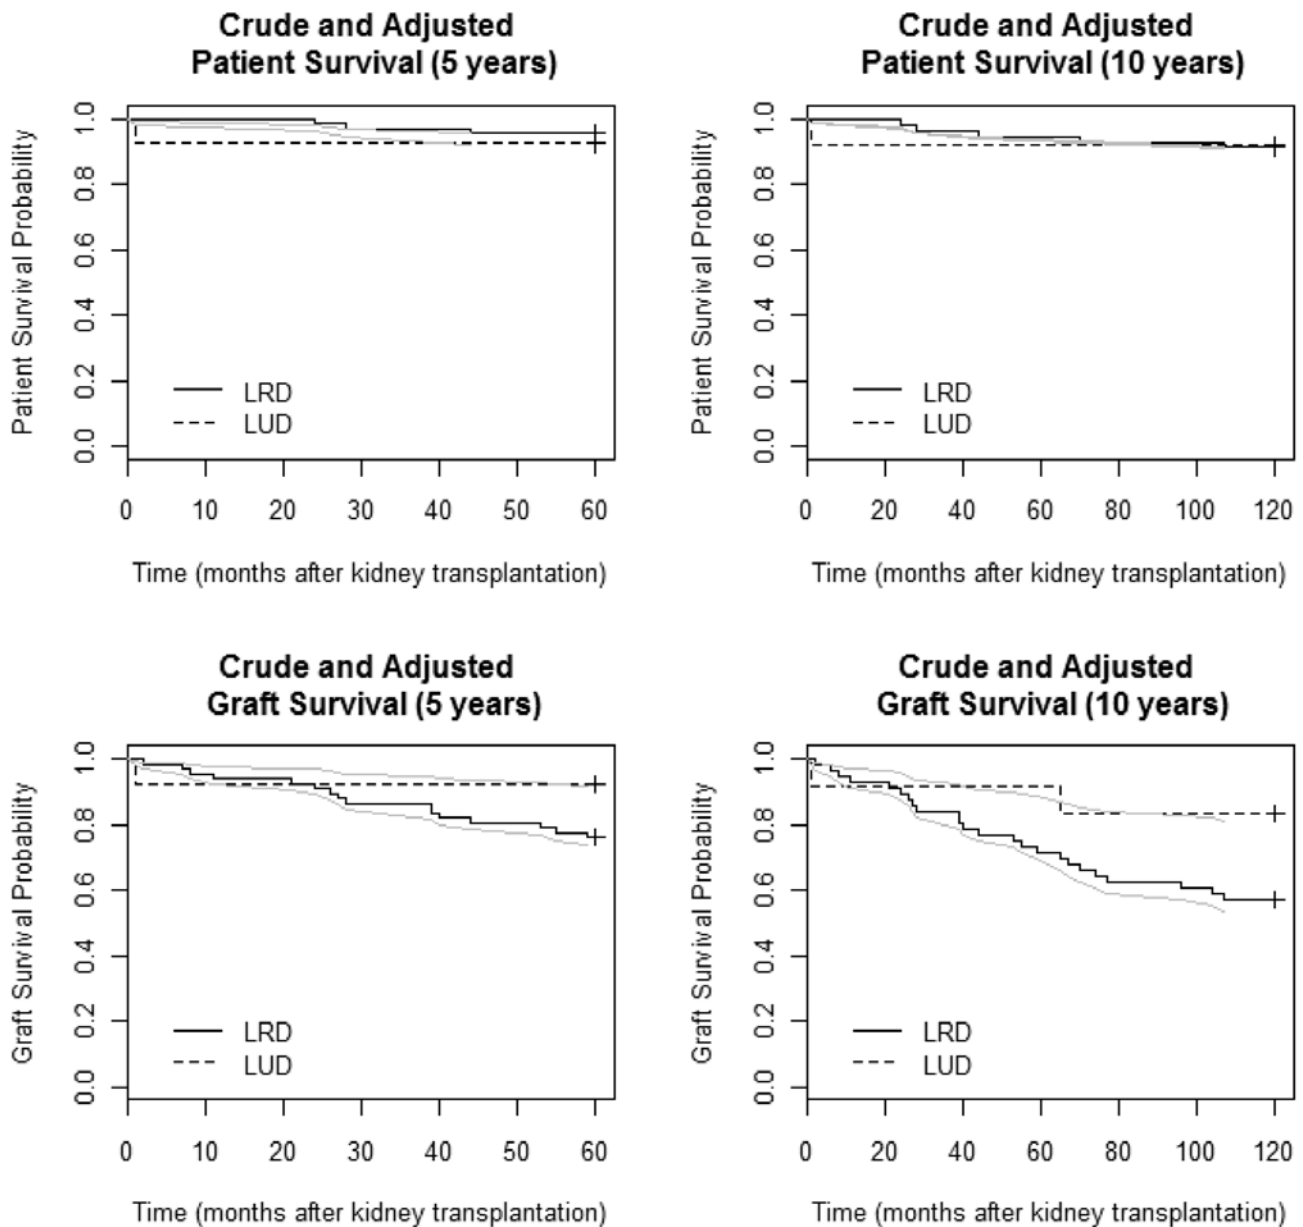 Crude and Adjusted
Patient Survival (5 years)
Patient Survival Probability
1.0
0.8
0.6
0.4
0.2
0.0
LRD
LUD
0 10 20 30 40 50 60
Time (months after kidney transplantation)
Crude and Adjusted
Patient Survival (10 years)
Patient Survival Probability
1.0
0.8
0.6
0.4
0.2
0.0
LRD
LUD
0 20 40 60 80 100 120
Time (months after kidney transplantation)
Crude and Adjusted
Graft Survival (5 years)
Graft Survival Probability
1.0
0.8
0.6
0.4
0.2
0.0
LRD
LUD
0 10 20 30 40 50 60
Time (months after kidney transplantation)
Crude and Adjusted
Graft Survival (10 years)
Graft Survival Probability
1.0
0.8
0.6
0.4
0.2
0.0
LRD
LUD
0 20 40 60 80 100 120
Time (months after kidney transplantation)